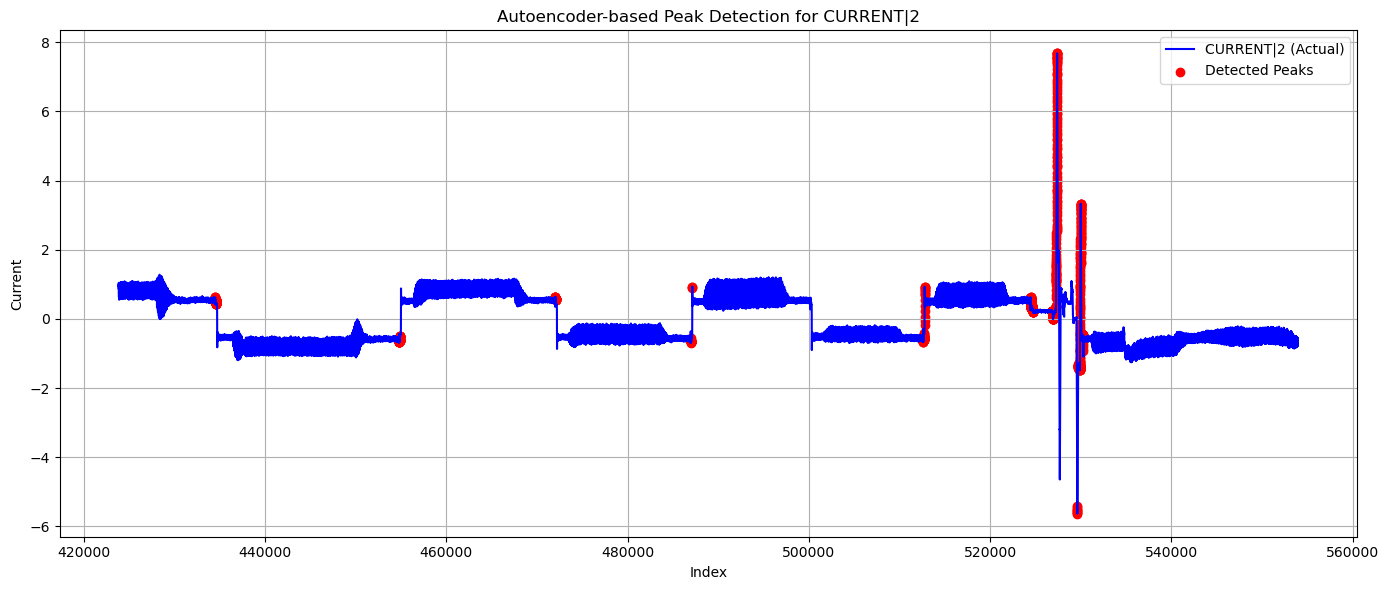 Autoencoder-based Peak Detection for CURRENT|2
CURRENT|2 (Actual)
Detected Peaks
Current
8
6
4
2
0
−2
−4
−6
420000 440000 460000 480000 500000 520000 540000 560000
Index